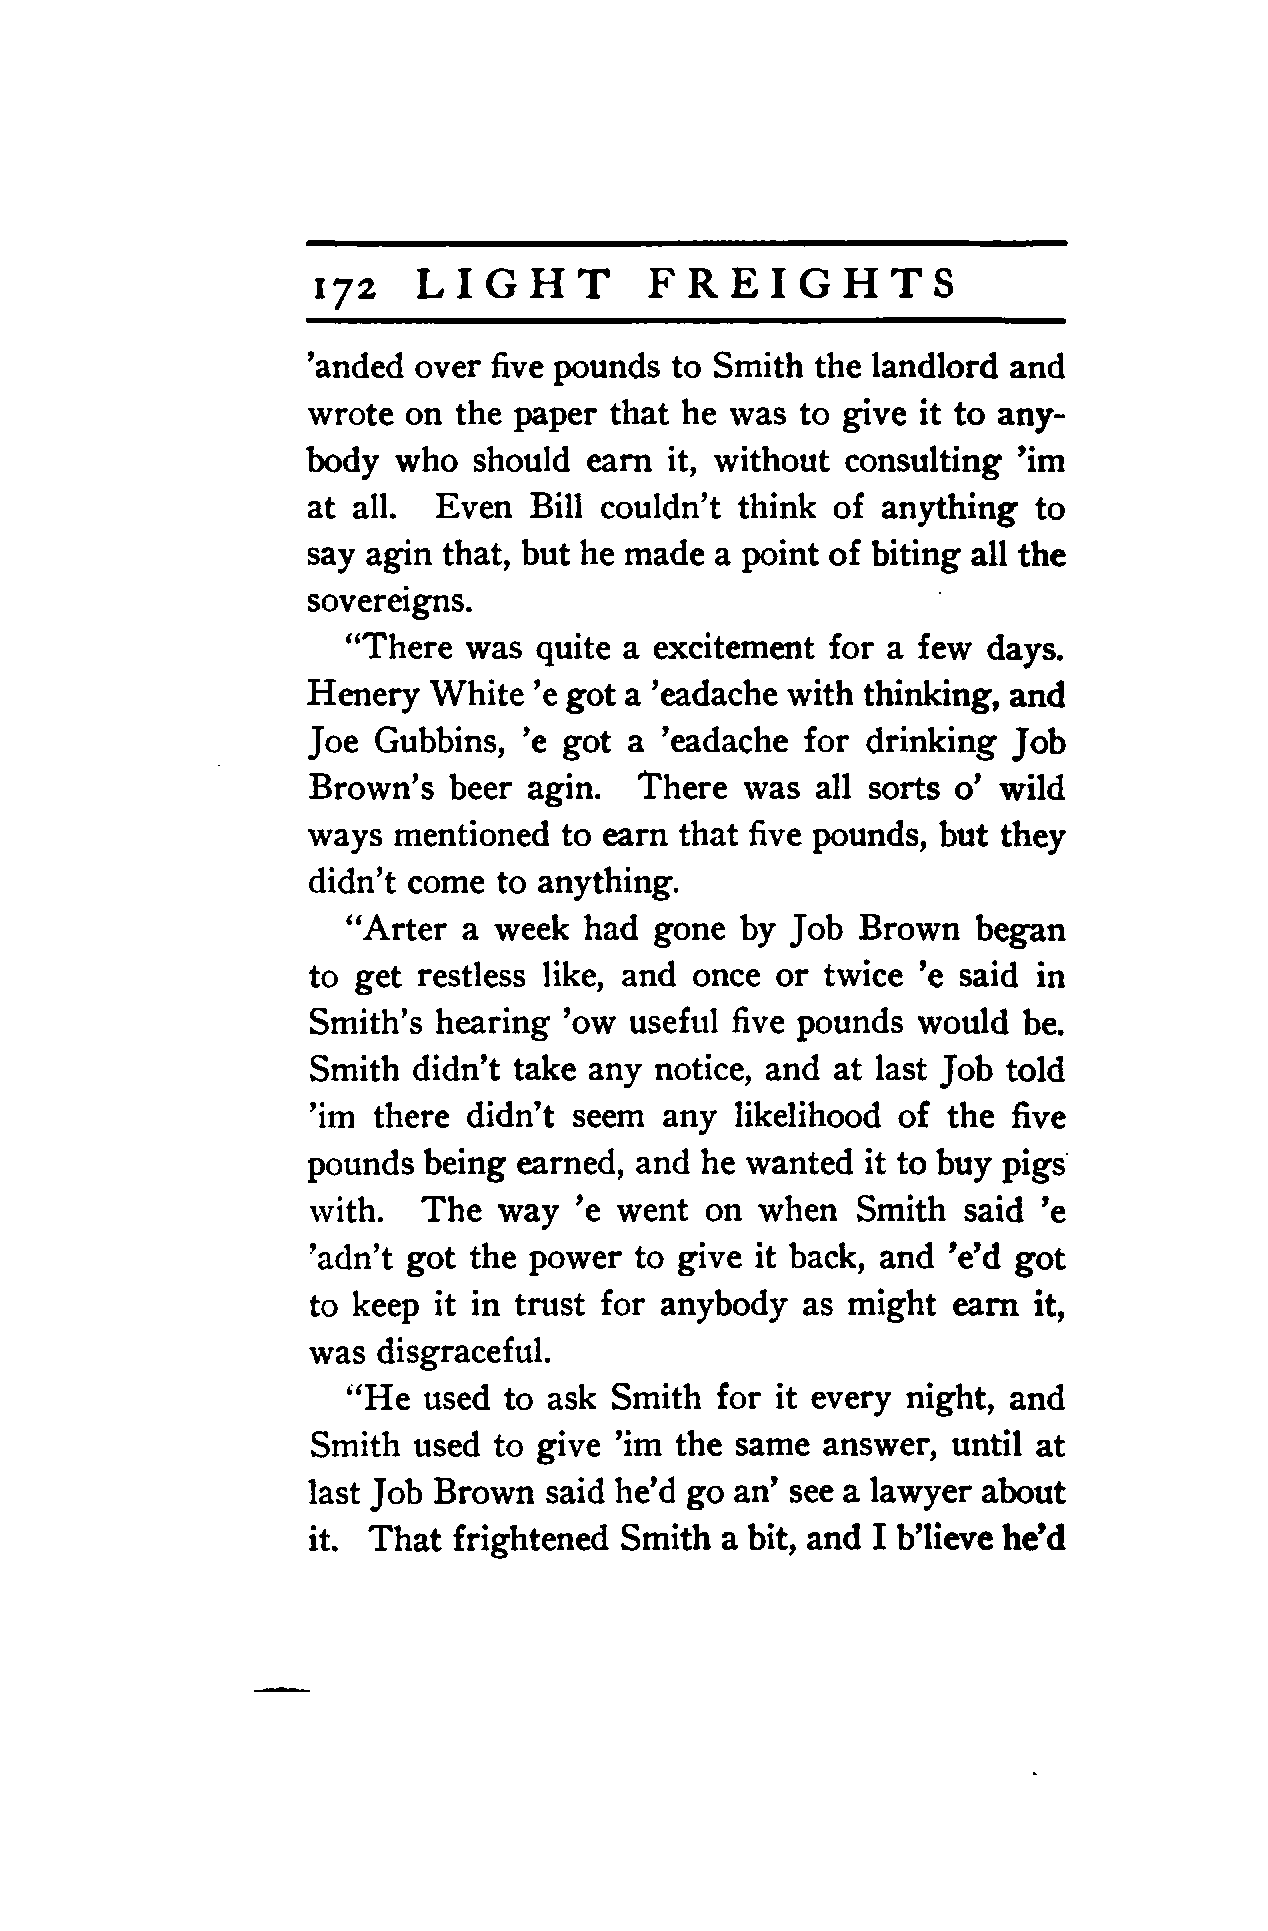 172 LIGHT FREIGHTS
’anded over five pounds to Smith the landlord and
wrote on the paper that he was to give it to any-
body who should earn it, without consulting ’im
at all. Even Bill couldn’t think of anything to
say agin that, but he made a point of biting all the
sovereigns.
“There was quite a excitement for a few days.
Henery White ’e got a ’eadache with thinking, and
Joe Gubbins, ’e got a ’eadache for drinking Job
Brown’s beer agin. There was all sorts o’ wild
ways mentioned to earn that five pounds, but they
didn’t come to anything.
“Arter a week had gone by Job Brown began
to get restless like, and once or twice ’e said in
Smith’s hearing ’ow useful five pounds would be.
Smith didn’t take any notice, and at last Job told
’im there didn’t seem any likelihood of the five
pounds being earned, and he wanted it to buy pigs
with. The way ’e went on when Smith said ’e
’adn’t got the power to give it back, and ’e’d got
to keep it in trust for anybody as might earn it,
was disgraceful.
“He used to ask Smith for it every night, and
Smith used to give ’im the same answer, until at
last Job Brown said he’d go an’ see a lawyer about
it. That frightened Smith a bit, and I b’lieve he’d